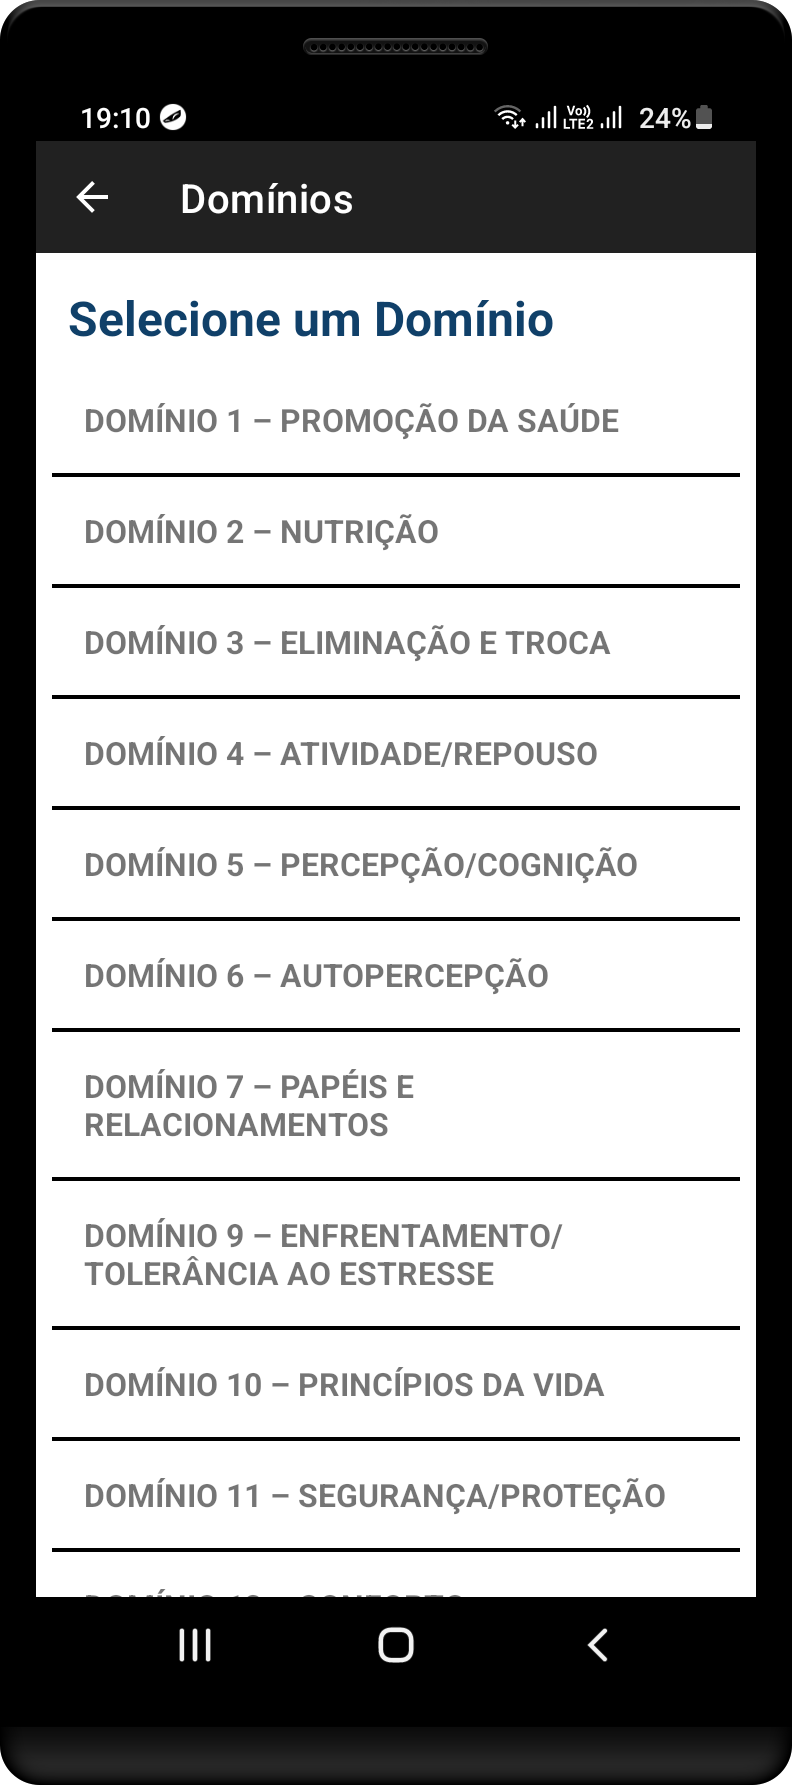 19:10
Vo))
LTE2
24%
Domínios
Selecione um Domínio
DOMÍNIO 1 – PROMOÇÃO DA SAÚDE
DOMÍNIO 2 – NUTRIÇÃO
DOMÍNIO 3 – ELIMINAÇÃO E TROCA
DOMÍNIO 4 – ATIVIDADE/REPOUSO
DOMÍNIO 5 – PERCEPÇÃO/COGNIÇÃO
DOMÍNIO 6 – AUTOPERCEPÇÃO
DOMÍNIO 7 – PAPÉIS E
RELACIONAMENTOS
DOMÍNIO 9 – ENFRENTAMENTO/
TOLERÂNCIA AO ESTRESSE
DOMÍNIO 10 – PRINCÍPIOS DA VIDA
DOMÍNIO 11 – SEGURANÇA/PROTEÇÃO